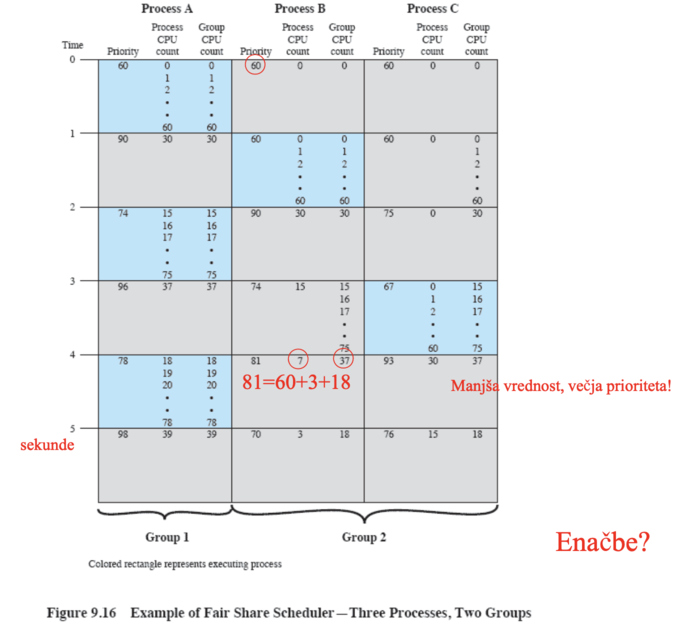 Process A Process B Process C
Process Group Process Group Process Group
CPU CPU CPU CPU CPU CPU
Time Priority count count Priority count count Priority count count
0 60 0 0 60 0 0 60 0 0
1 1
2 2
• •
• •
60 60
1 90 30 30 60 0 0 60 0 0
1 1 1
2 2 2
• • •
• • •
60 60 60
2 74 15 15 90 30 30 75 0 30
16 16
17 17
• •
• •
75 75
3 96 37 37 74 15 15 67 0 15
16 1 16
17 2 17
• • •
• • •
75 60 75
4 78 18 18 81 7 37 93 30 37
19 19
20 20
• •
• •
78 78
81=60+3+18
Manjša vrednost, večja prioriteta!
5 98 39 39 70 3 18 76 15 18
sekunde
Group 1 Group 2
Enačbe?
Colored rectangle represents executing process
Figure 9.16 Example of Fair Share Scheduler—Three Processes, Two Groups